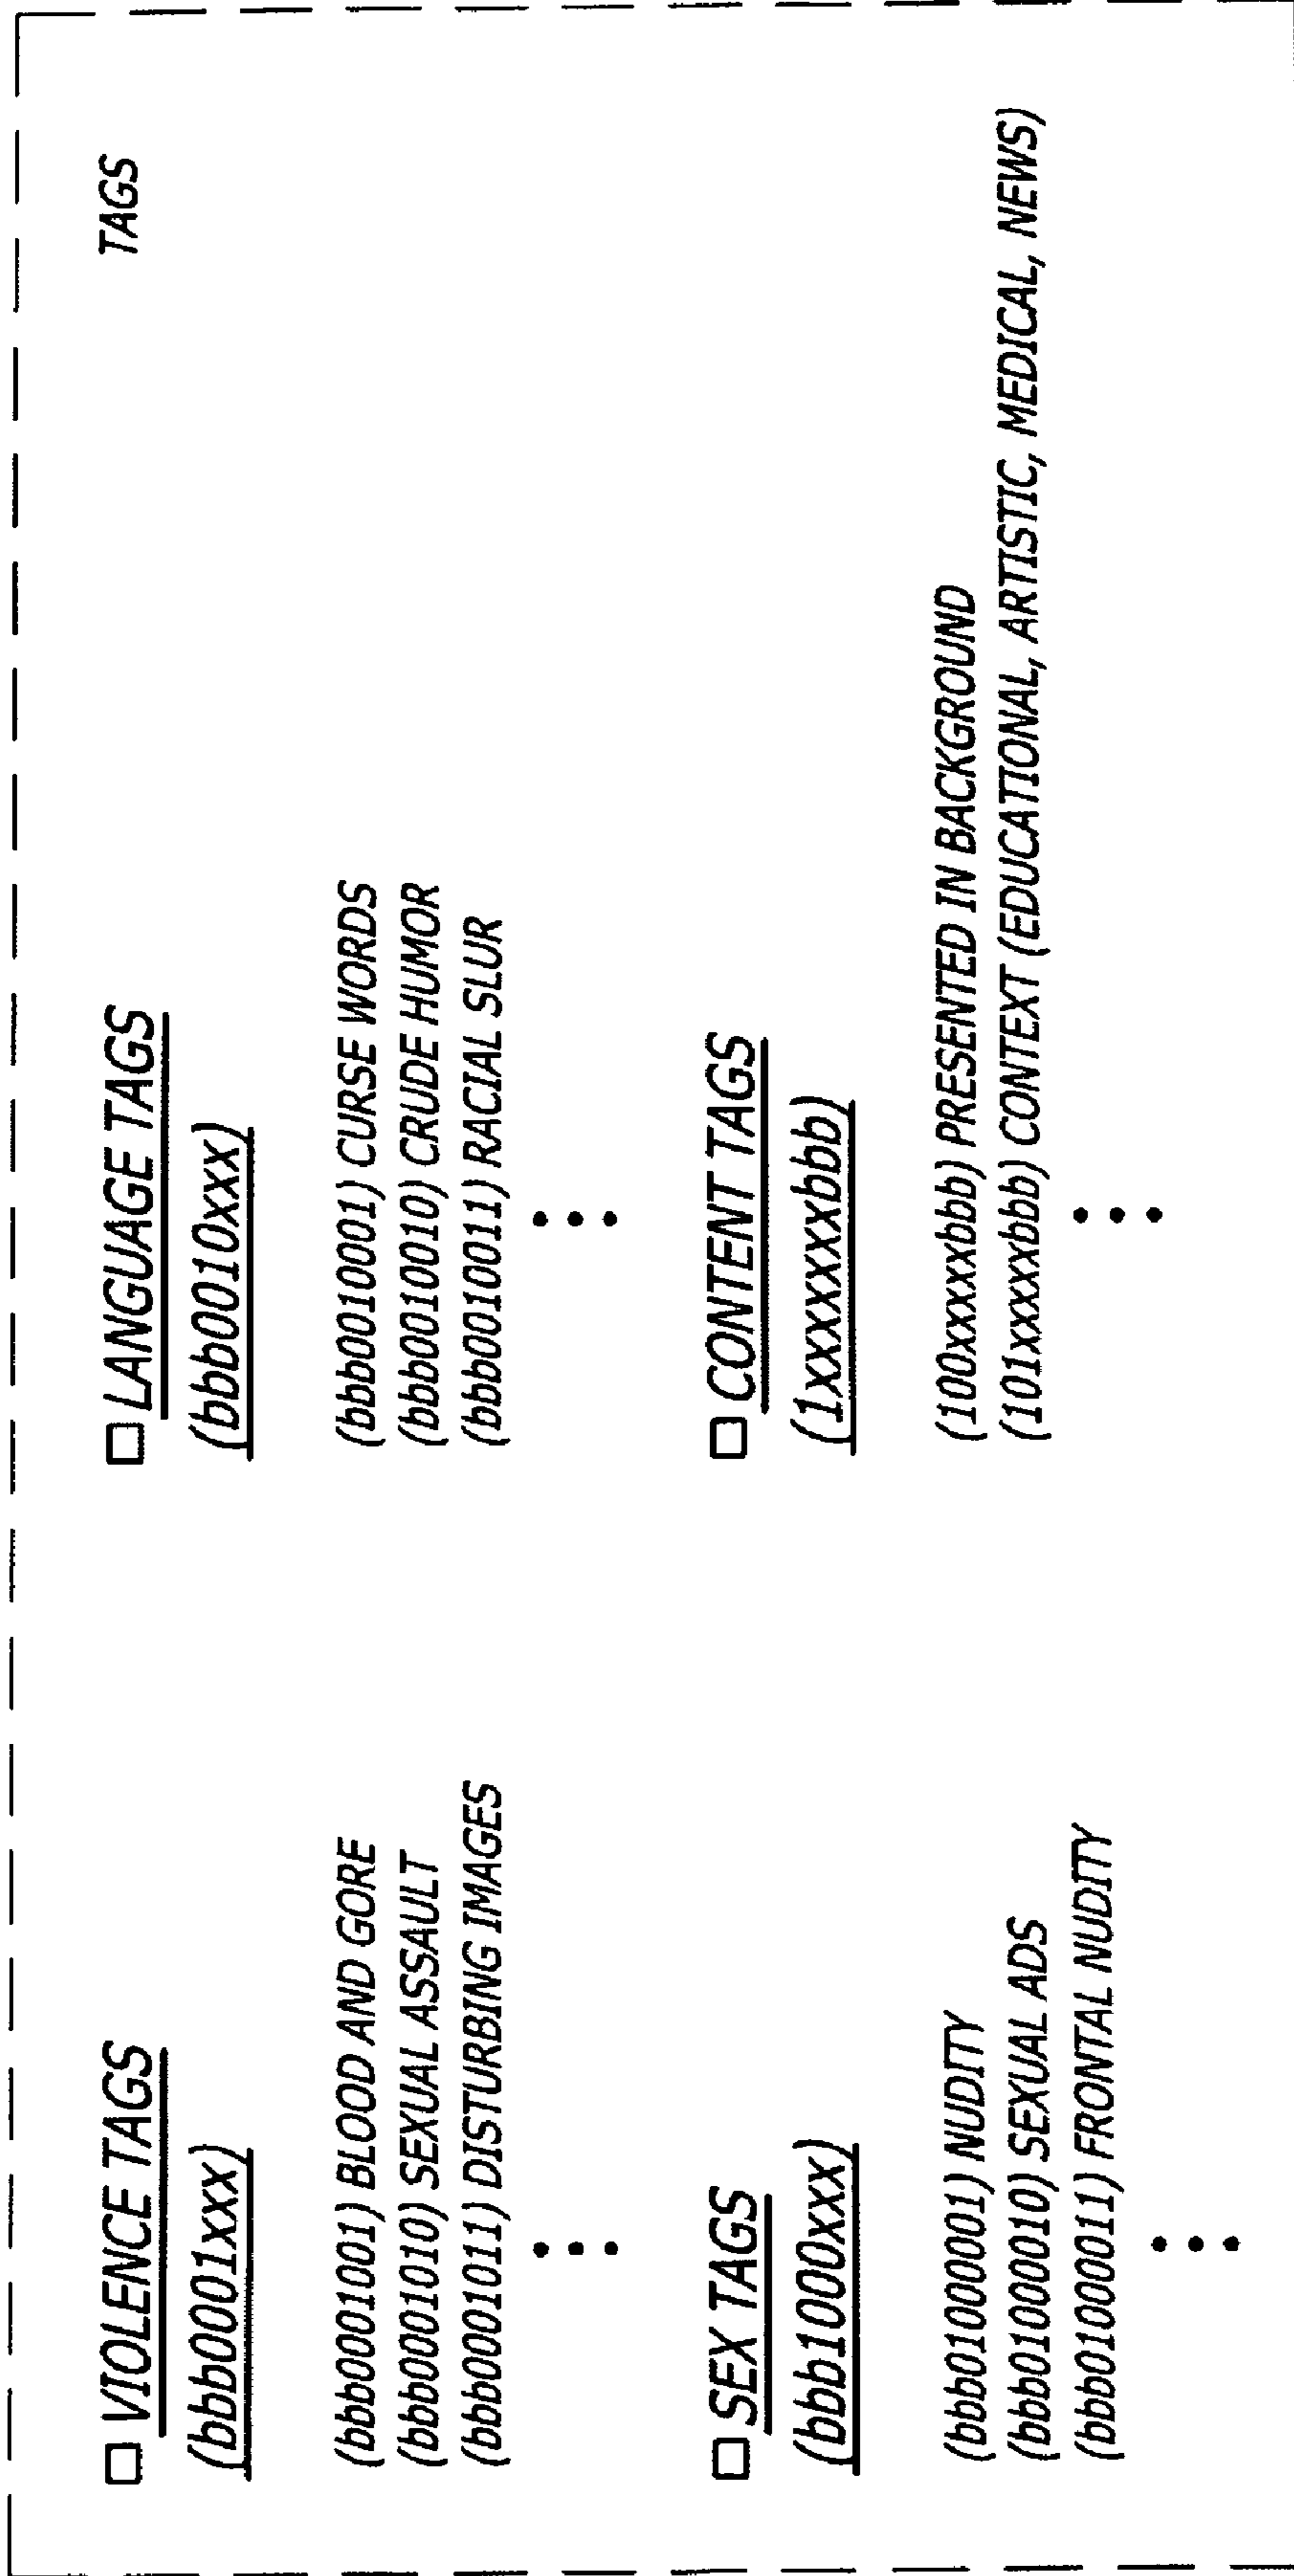 TAGS
VIOLENCE TAGS
(bbb0001xxx)
(bbb0001001) BLOOD AND GORE
(bbb0001010) SEXUAL ASSAULT
(bbb0001011) DISTURBING IMAGES
LANGUAGE TAGS
(bbb0010xxx)
(bbb0010001) CURSE WORDS
(bbb0010010) CRUDE HUMOR
(bbb0010011) RACIAL SLUR
SEX TAGS
(bbb1000xxx)
(bbb01000001) NUDITY
(bbb01000010) SEXUAL ADS
(bbb01000011) FRONTAL NUDITY
CONTENT TAGS
(1xxxxxxbbb)
(100xxxxbbb) PRESENTED IN BACKGROUND
(101xxxxbbb) CONTEXT (EDUCATIONAL, ARTISTIC, MEDICAL, NEWS)